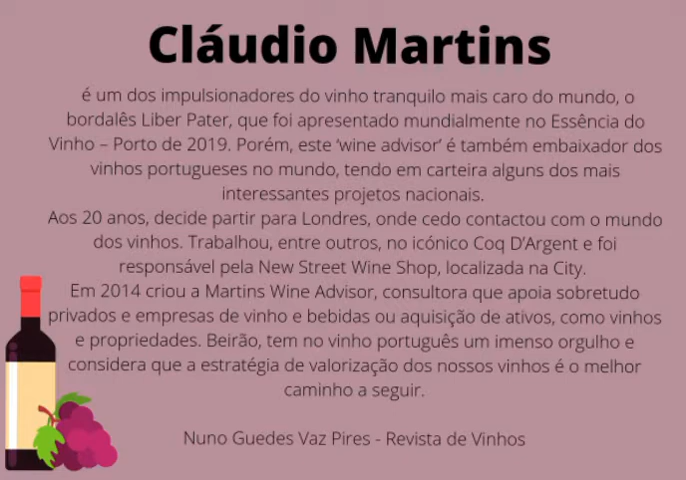 Cláudio Martins
é um dos impulsionadores do vinho tranquilo mais caro do mundo, o
bordalês Liber Pater, que foi apresentado mundialmente no Essência do
Vinho – Porto de 2019. Porém, este ‘wine advisor’ é também embaixador dos
vinhos portugueses no mundo, tendo em carteira alguns dos mais
interessantes projetos nacionais.
Aos 20 anos, decide partir para Londres, onde cedo contactou com o mundo
dos vinhos. Trabalhou, entre outros, no icónico Coq D’Argent e foi
responsável pela New Street Wine Shop, localizada na City.
Em 2014 criou a Martins Wine Advisor, consultora que apoia sobretudo
privados e empresas de vinho e bebidas ou aquisição de ativos, como vinhos
e propriedades. Beirão, tem no vinho português um imenso orgulho e
considera que a estratégia de valorização dos nossos vinhos é o melhor
caminho a seguir.
Nuno Guedes Vaz Pires - Revista de Vinhos